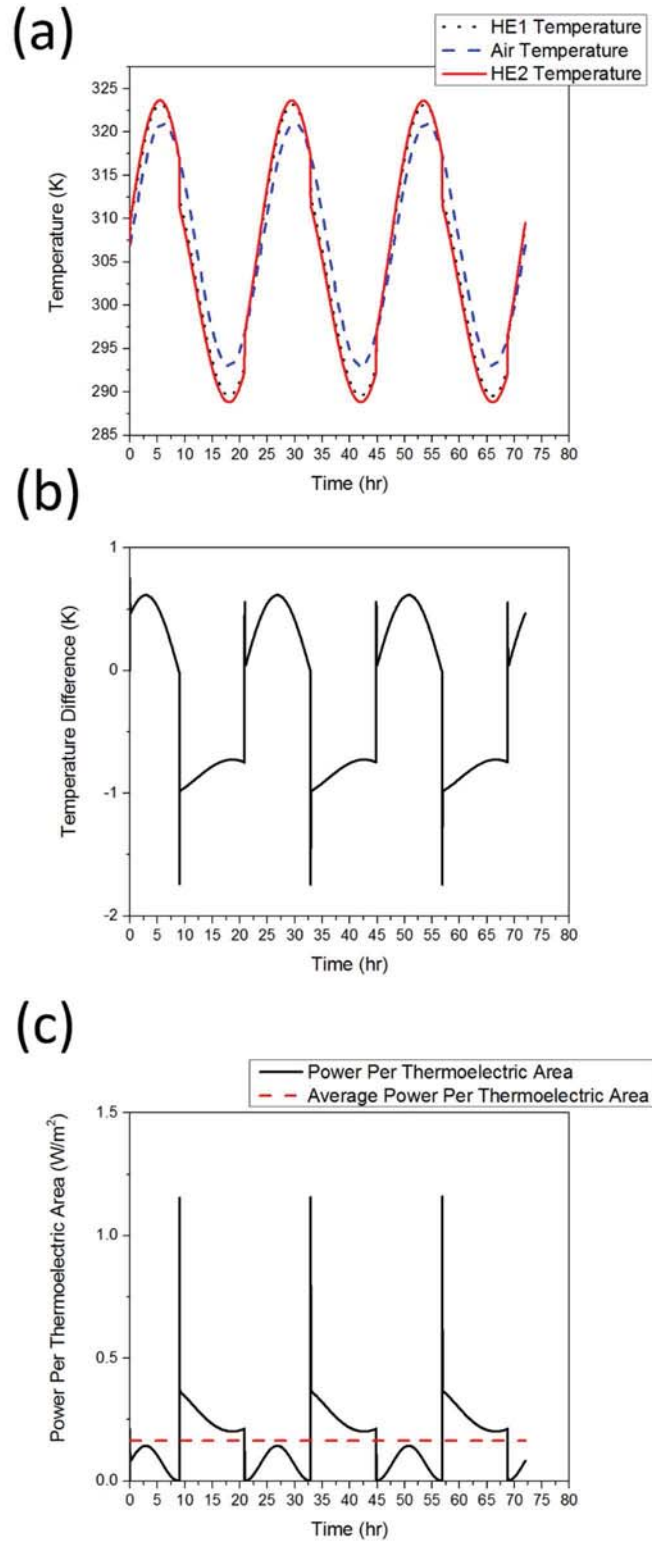 (a)
HE1 Temperature
Air Temperature
HE2 Temperature
325
320
315
310
305
300
295
290
285
Temperature (K)
0 5 10 15 20 25 30 35 40 45 50 55 60 65 70 75 80
Time (hr)
(b)
1
0
-1
-2
Temperature Difference (K)
0 5 10 15 20 25 30 35 40 45 50 55 60 65 70 75 80
Time (hr)
(c)
Power Per Thermoelectric Area
Average Power Per Thermoelectric Area
1.5
1.0
0.5
0.0
Power Per Thermoelectric Area (W/m²)
0 5 10 15 20 25 30 35 40 45 50 55 60 65 70 75 80
Time (hr)